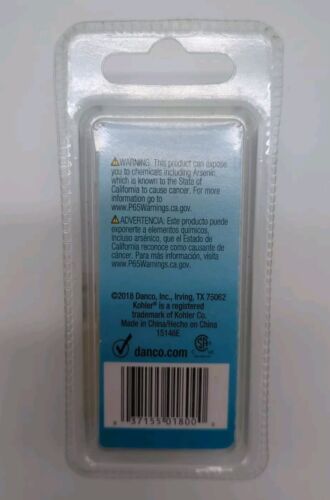 ⚠WARNING: This product can expose
you to chemicals including Arsenic,
which is known to the State of
California to cause cancer. For more
information go to
www.P65Warnings.ca.gov.
⚠ADVERTENCIA: Este producto puede
exponerte a elementos químicos,
incluso arsénico, que el Estado de
California reconoce como causante de
cáncer. Para más información, visita
www.P65Warnings.ca.gov.
©2018 Danco, Inc., Irving, TX 75062
Kohler® is a registered
trademark of Kohler Co.
Made in China/Hecho en China
15146E
danco.com
37155 01800